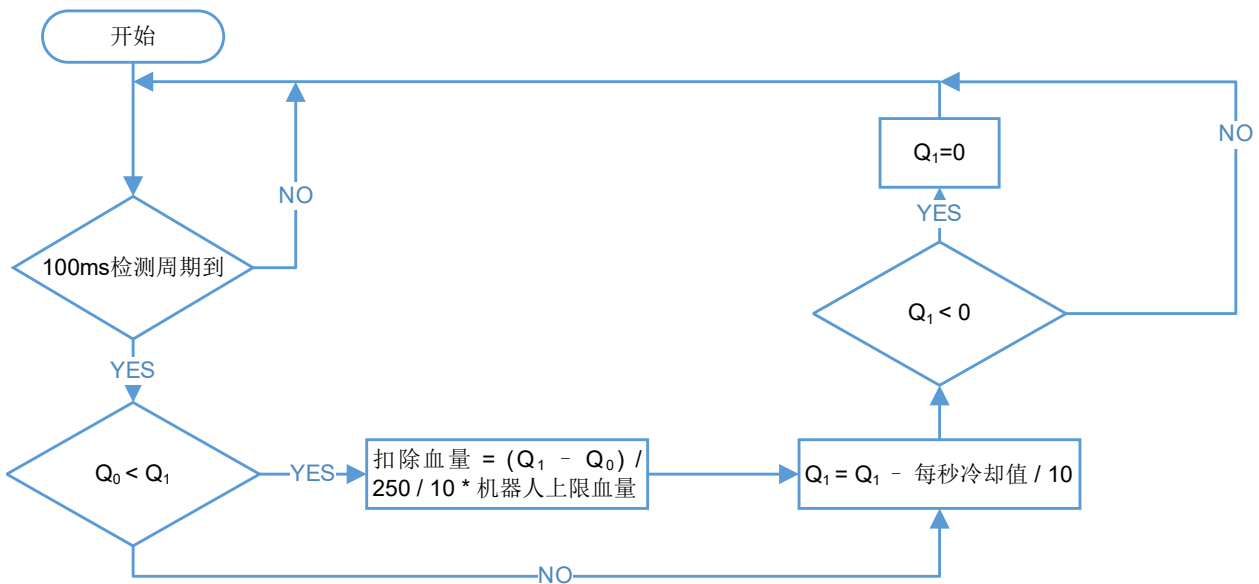 开始
NO
Q₁=0
NO
YES
100ms检测周期到
Q₁ < 0
YES
Q₀ < Q₁
YES
扣除血量 = (Q₁ – Q₀) /
250 / 10 * 机器人上限血量
Q₁ = Q₁ – 每秒冷却值 / 10
NO